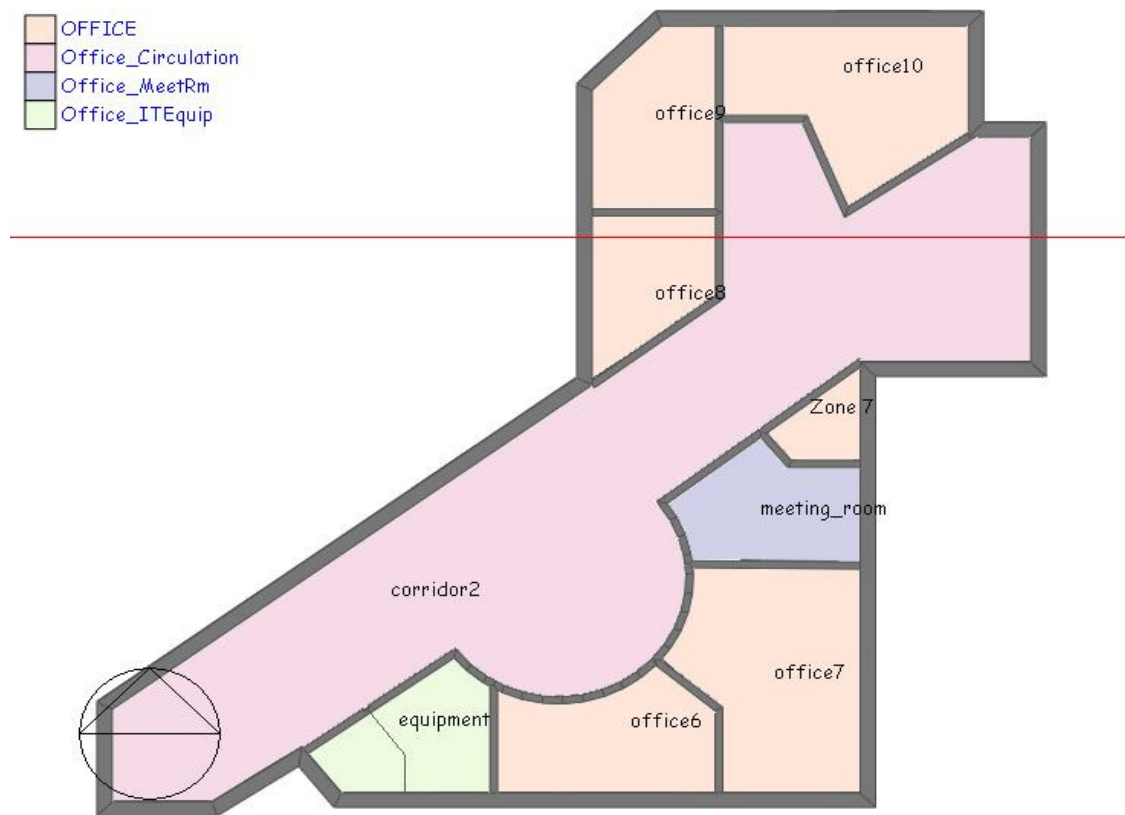 OFFICE
Office_Circulation
Office_MeetRm
Office_ITEquip
office10
office9
office8
Zone 7
meeting_room
corridor2
office7
equipment
office6